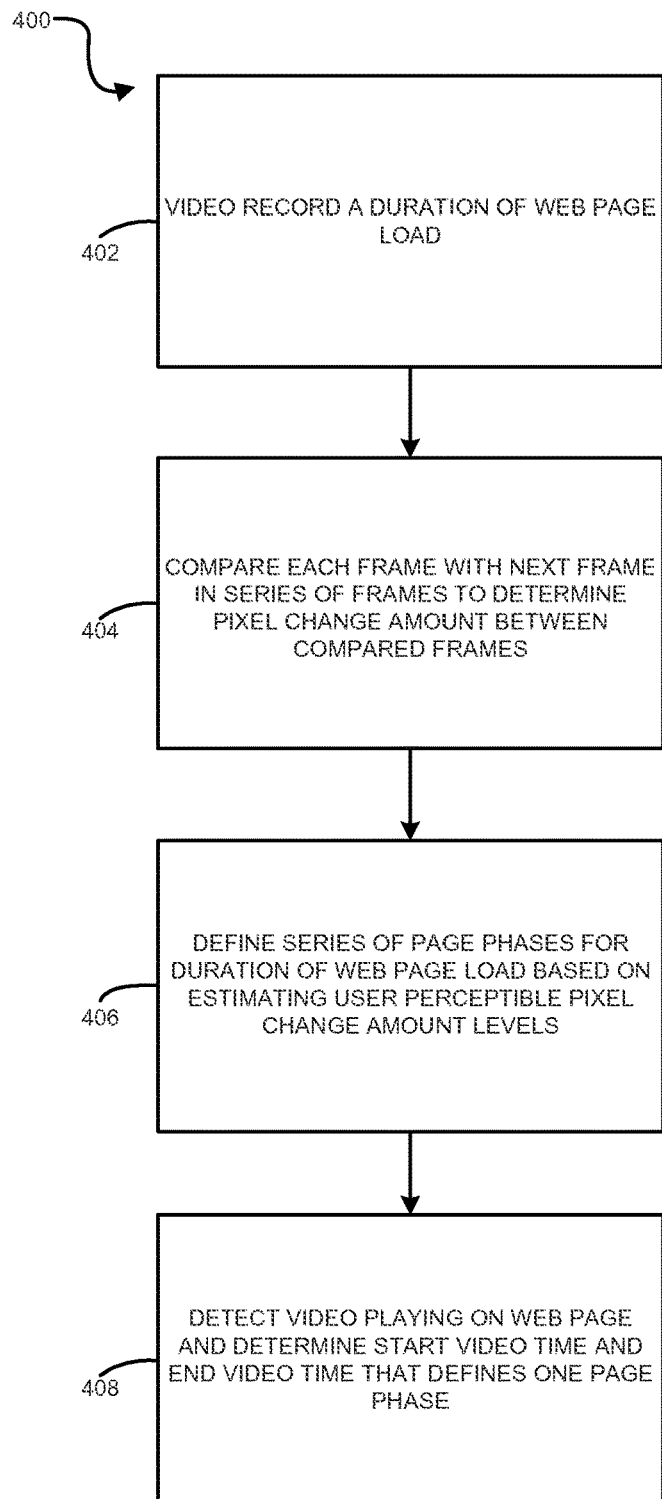 400
VIDEO RECORD A DURATION OF WEB PAGE
LOAD
402
COMPARE EACH FRAME WITH NEXT FRAME
IN SERIES OF FRAMES TO DETERMINE
PIXEL CHANGE AMOUNT BETWEEN
COMPARED FRAMES
404
DEFINE SERIES OF PAGE PHASES FOR
DURATION OF WEB PAGE LOAD BASED ON
ESTIMATING USER PERCEPTIBLE PIXEL
CHANGE AMOUNT LEVELS
406
DETECT VIDEO PLAYING ON WEB PAGE
AND DETERMINE START VIDEO TIME AND
END VIDEO TIME THAT DEFINES ONE PAGE
PHASE
408